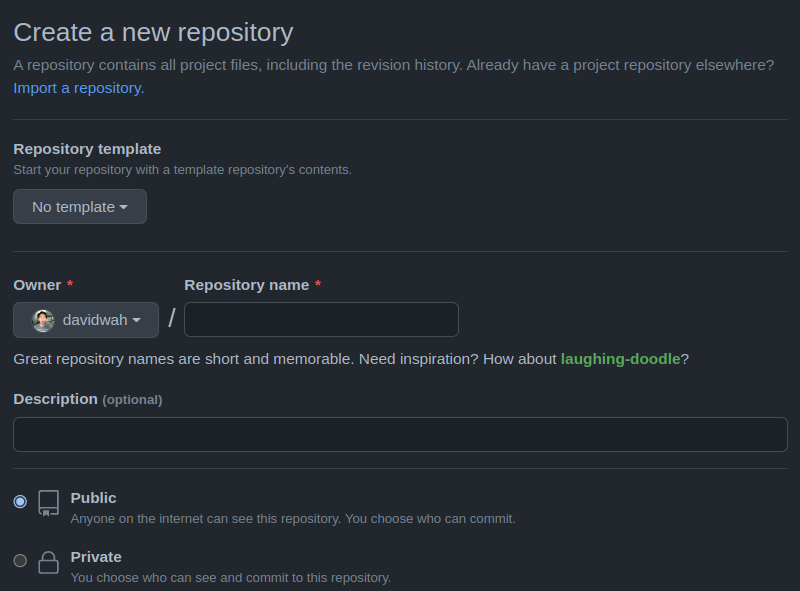 Create a new repository
A repository contains all project files, including the revision history. Already have a project repository elsewhere?
Import a repository.
Repository template
Start your repository with a template repository's contents.
No template
Owner * Repository name *
davidwah /
Great repository names are short and memorable. Need inspiration? How about laughing-doodle?
Description (optional)
Public
Anyone on the internet can see this repository. You choose who can commit.
Private
You choose who can see and commit to this repository.